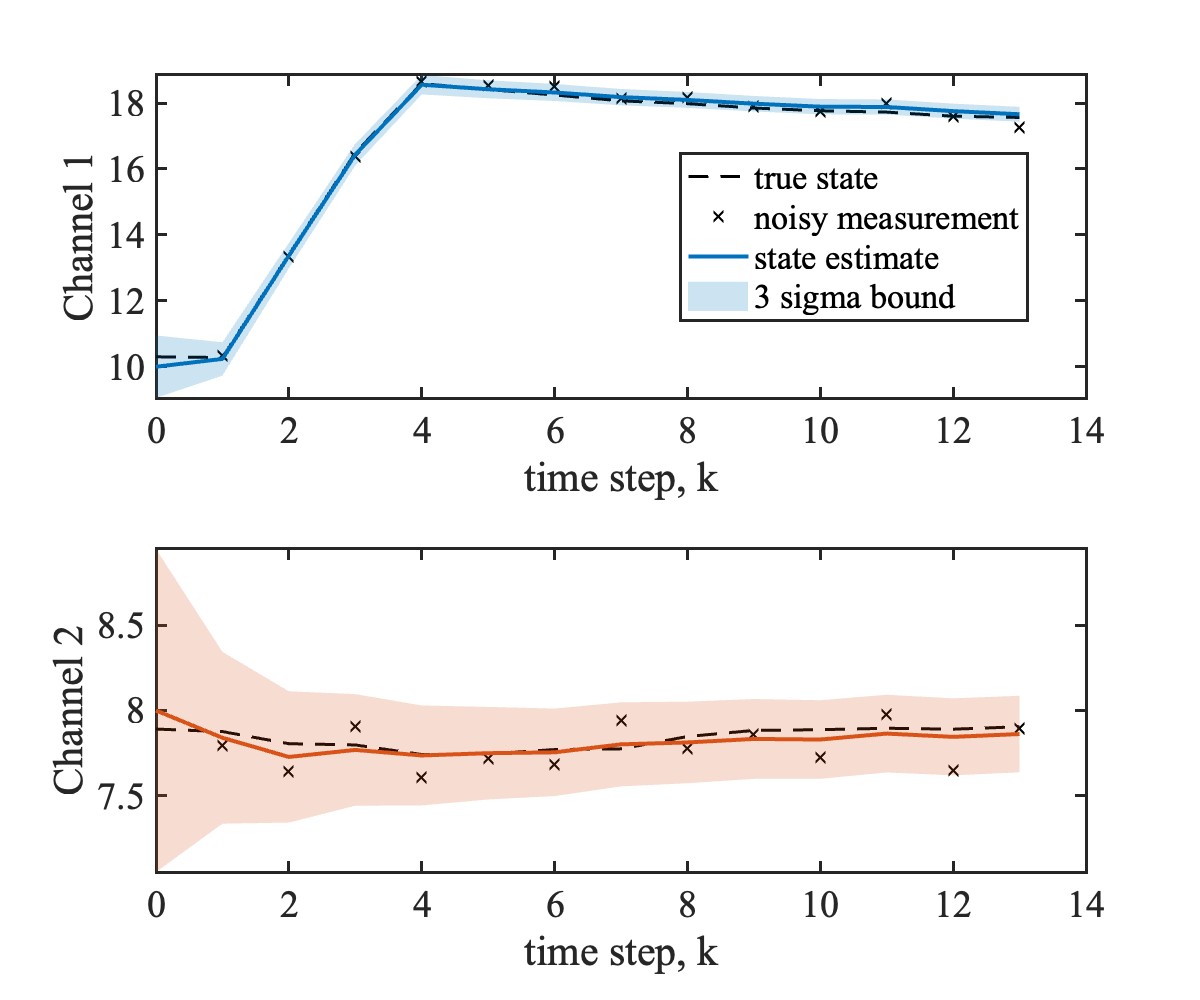 Channel 1
18
16
14
12
10
true state
noisy measurement
state estimate
3 sigma bound
0 2 4 6 8 10 12 14
time step, k
Channel 2
8.5
8
7.5
0 2 4 6 8 10 12 14
time step, k